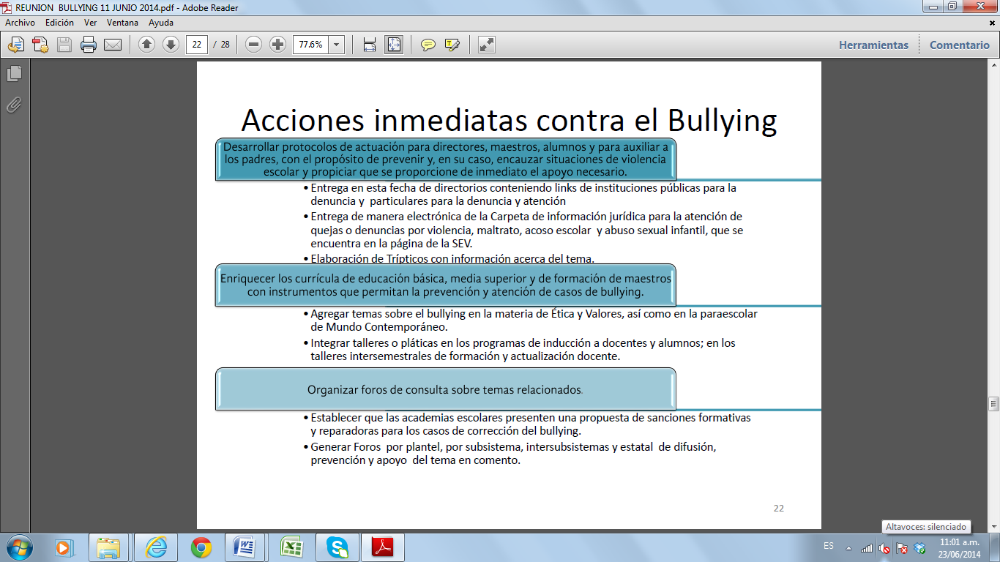 REUNION  BULLYING 11 JUNIO 2014.pdf - Adobe Reader
Archivo Edición Ver Ventana Ayuda
22 / 28 77.6% Herramientas Comentario
Acciones inmediatas contra el Bullying
Desarrollar protocolos de actuación para directores, maestros, alumnos y para auxiliar a
los padres, con el propósito de prevenir y, en su caso, encauzar situaciones de violencia
escolar y propiciar que se proporcione de inmediato el apoyo necesario.
• Entrega en esta fecha de directorios conteniendo links de instituciones públicas para la
denuncia y  particulares para la denuncia y atención
• Entrega de manera electrónica de la Carpeta de información jurídica para la atención de
quejas o denuncias por violencia, maltrato, acoso escolar  y abuso sexual infantil, que se
encuentra en la página de la SEV.
• Elaboración de Trípticos con información acerca del tema.
Enriquecer los currícula de educación básica, media superior y de formación de maestros
con instrumentos que permitan la prevención y atención de casos de bullying.
• Agregar temas sobre el bullying en la materia de Ética y Valores, así como en la paraescolar
de Mundo Contemporáneo.
• Integrar talleres o pláticas en los programas de inducción a docentes y alumnos; en los
talleres intersemestrales de formación y actualización docente.
Organizar foros de consulta sobre temas relacionados.
• Establecer que las academias escolares presenten una propuesta de sanciones formativas
y reparadoras para los casos de corrección del bullying.
• Generar Foros  por plantel, por subsistema, intersubsistemas y estatal  de difusión,
prevención y apoyo  del tema en comento.
22
Altavoces: silenciado
ES
11:01 a.m.
23/06/2014